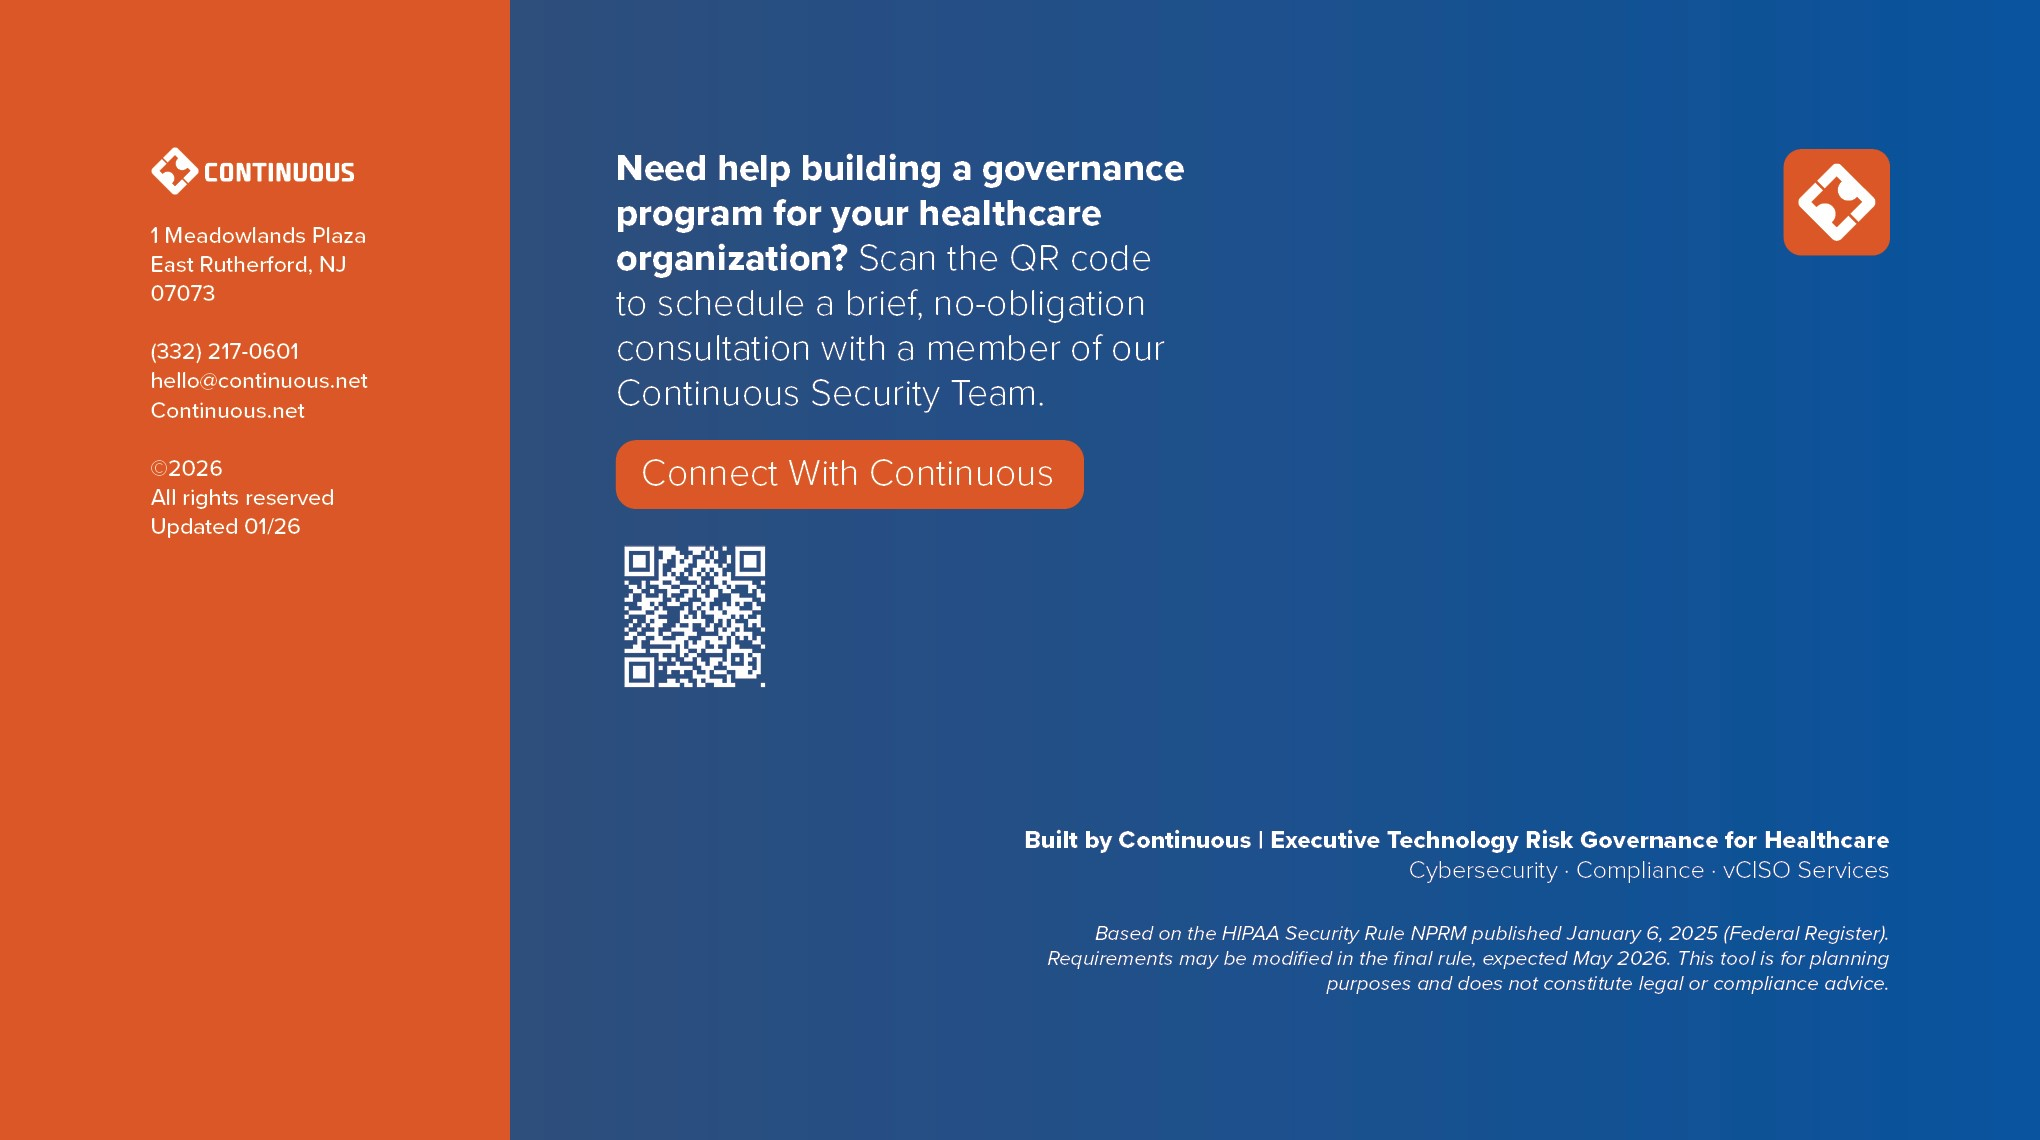 CONTINUOUS
1 Meadowlands Plaza
East Rutherford, NJ
07073
(332) 217-0601
hello@continuous.net
Continuous.net
©2026
All rights reserved
Updated 01/26
Need help building a governance
program for your healthcare
organization? Scan the QR code
to schedule a brief, no-obligation
consultation with a member of our
Continuous Security Team.
Connect With Continuous
Built by Continuous | Executive Technology Risk Governance for Healthcare
Cybersecurity · Compliance · vCISO Services
Based on the HIPAA Security Rule NPRM published January 6, 2025 (Federal Register).
Requirements may be modified in the final rule, expected May 2026. This tool is for planning
purposes and does not constitute legal or compliance advice.